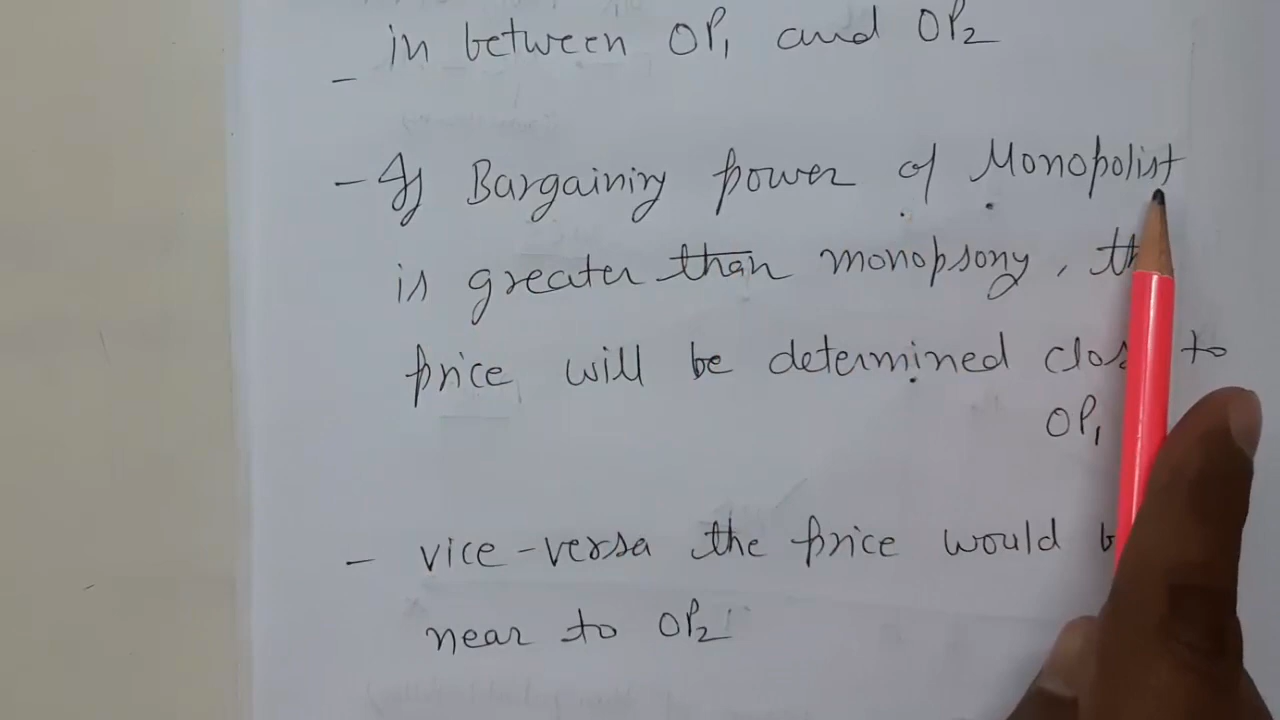 in between OP1 and OP2
-
- If Bargaining power of Monopolist
is greater than monopsony,
price will be determined to
OP1
- vice-versa the price would
near to OP2